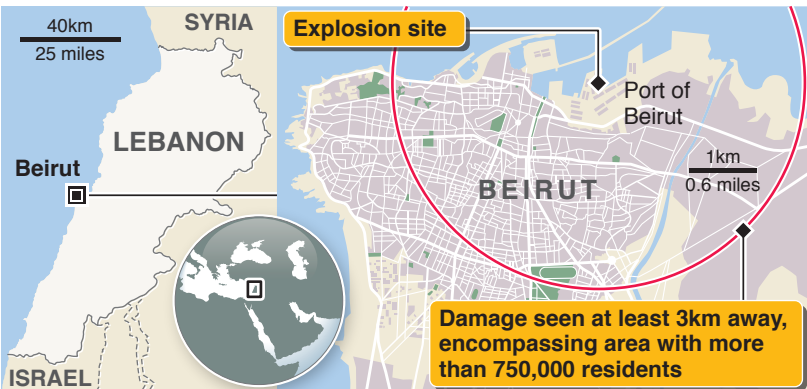 40km
25 miles
SYRIA
LEBANON
Beirut
ISRAEL
Explosion site
Port of
Beirut
1km
0.6 miles
BEIRUT
Damage seen at least 3km away,
encompassing area with more
than 750,000 residents